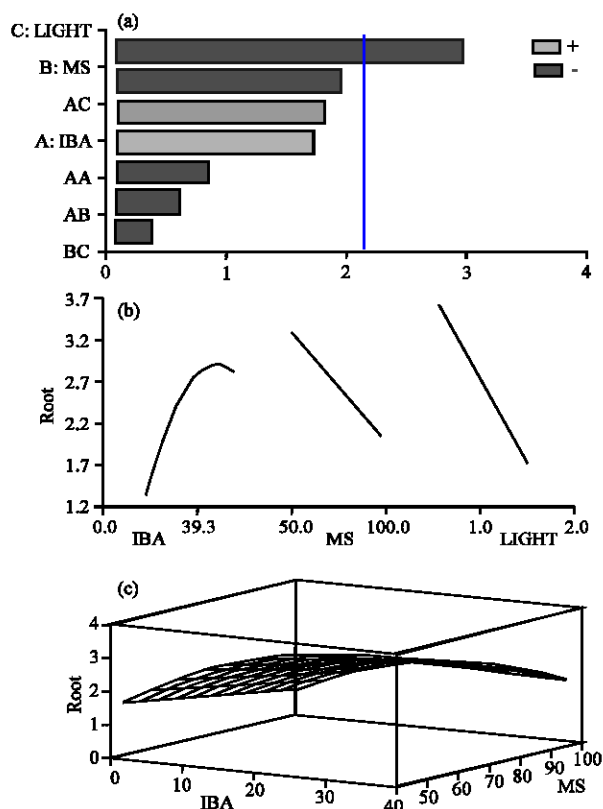 (a)
C: LIGHT
B: MS
AC
A: IBA
AA
AB
BC
+
-
0 1 2 3 4
(b)
3.7
3.2
2.7
2.2
1.7
1.2
Root
0.0 39.3 50.0 100.0 1.0 2.0
IBA MS LIGHT
(c)
4
3
2
1
0
Root
0 10 20 30 40
IBA
50 60 70 80 90 100
MS